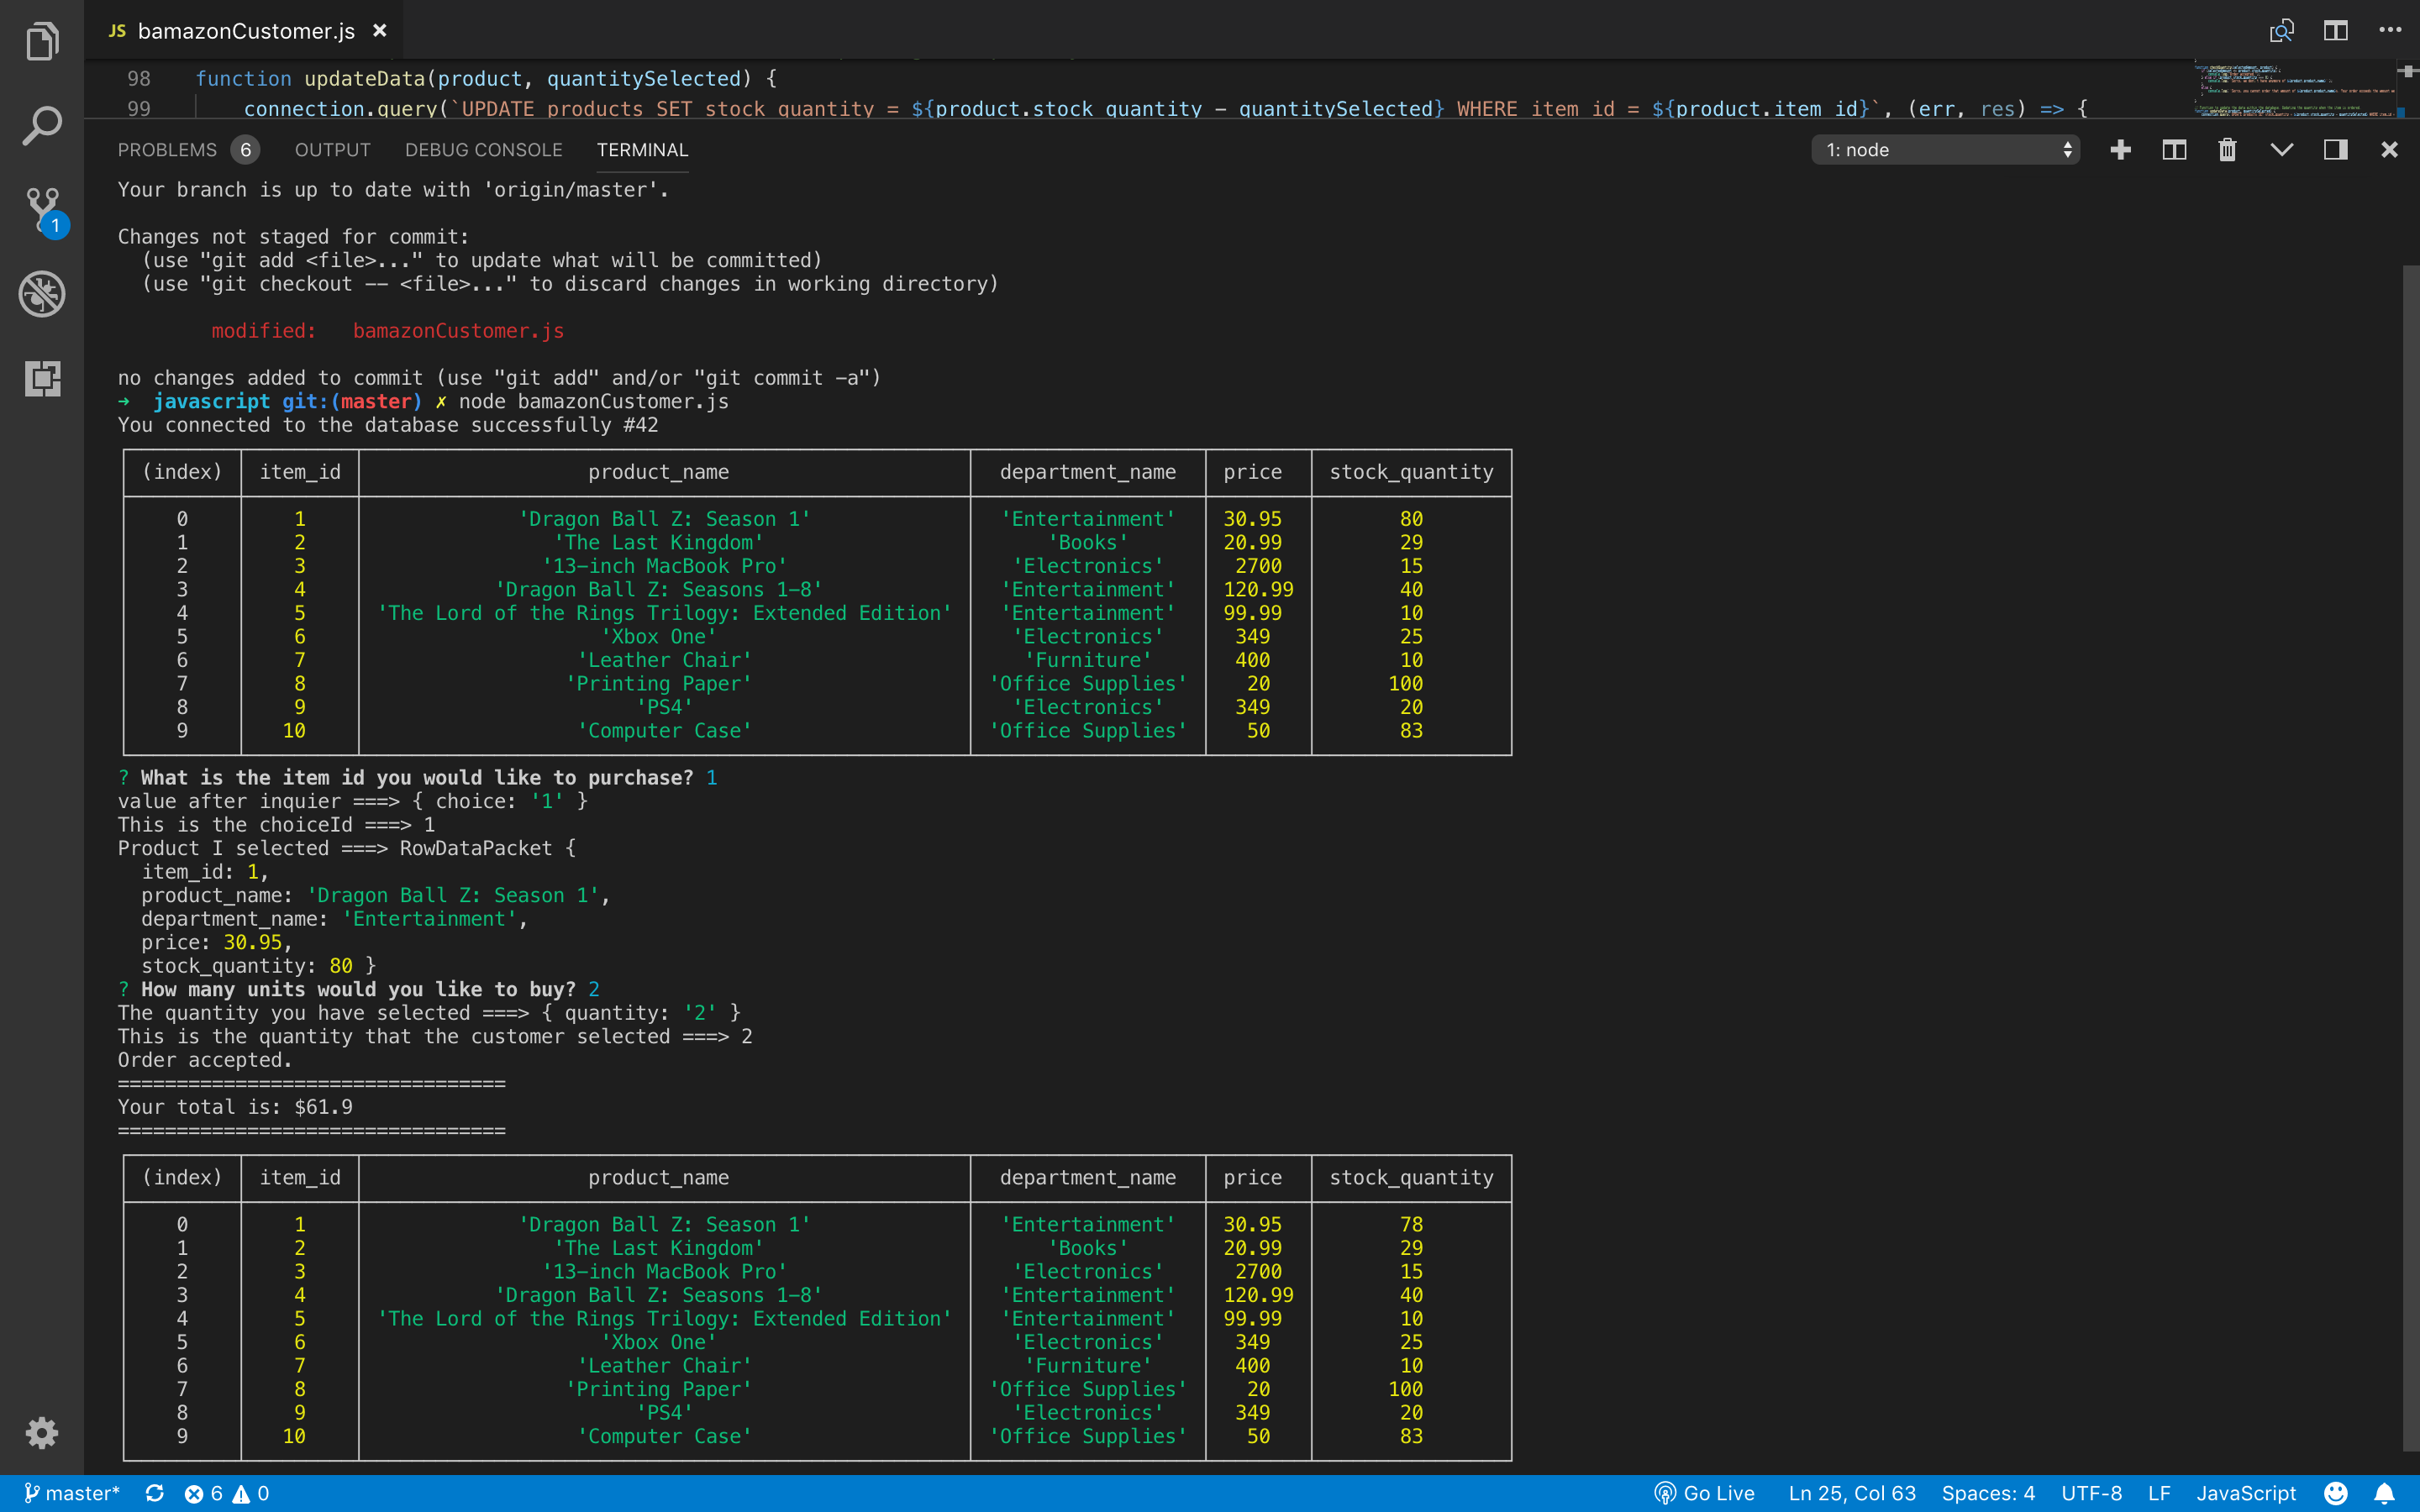 JS bamazonCustomer.js ×
98 function updateData(product, quantitySelected) {
99 connection.query(`UPDATE products SET stock_quantity = ${product.stock_quantity - quantitySelected} WHERE item_id = ${product.item_id}`, (err, res) => {
PROBLEMS 6 OUTPUT DEBUG CONSOLE TERMINAL 1: node
Your branch is up to date with 'origin/master'.
1
Changes not staged for commit:
(use "git add <file>..." to update what will be committed)
(use "git checkout -- <file>..." to discard changes in working directory)
modified: bamazonCustomer.js
no changes added to commit (use "git add" and/or "git commit -a")
➜ javascript git:(master) ✗ node bamazonCustomer.js
You connected to the database successfully #42
(index) item_id product_name department_name price stock_quantity
0 1 'Dragon Ball Z: Season 1' 'Entertainment' 30.95 80
1 2 'The Last Kingdom' 'Books' 20.99 29
2 3 '13-inch MacBook Pro' 'Electronics' 2700 15
3 4 'Dragon Ball Z: Seasons 1-8' 'Entertainment' 120.99 40
4 5 'The Lord of the Rings Trilogy: Extended Edition' 'Entertainment' 99.99 10
5 6 'Xbox One' 'Electronics' 349 25
6 7 'Leather Chair' 'Furniture' 400 10
7 8 'Printing Paper' 'Office Supplies' 20 100
8 9 'PS4' 'Electronics' 349 20
9 10 'Computer Case' 'Office Supplies' 50 83
? What is the item id you would like to purchase? 1
value after inquier ===> { choice: '1' }
This is the choiceId ===> 1
Product I selected ===> RowDataPacket {
item_id: 1,
product_name: 'Dragon Ball Z: Season 1',
department_name: 'Entertainment',
price: 30.95,
stock_quantity: 80 }
? How many units would you like to buy? 2
The quantity you have selected ===> { quantity: '2' }
This is the quantity that the customer selected ===> 2
Order accepted.
=================================
Your total is: $61.9
=================================
(index) item_id product_name department_name price stock_quantity
0 1 'Dragon Ball Z: Season 1' 'Entertainment' 30.95 78
1 2 'The Last Kingdom' 'Books' 20.99 29
2 3 '13-inch MacBook Pro' 'Electronics' 2700 15
3 4 'Dragon Ball Z: Seasons 1-8' 'Entertainment' 120.99 40
4 5 'The Lord of the Rings Trilogy: Extended Edition' 'Entertainment' 99.99 10
5 6 'Xbox One' 'Electronics' 349 25
6 7 'Leather Chair' 'Furniture' 400 10
7 8 'Printing Paper' 'Office Supplies' 20 100
8 9 'PS4' 'Electronics' 349 20
9 10 'Computer Case' 'Office Supplies' 50 83
master* 6 0 Go Live Ln 25, Col 63 Spaces: 4 UTF-8 LF JavaScript